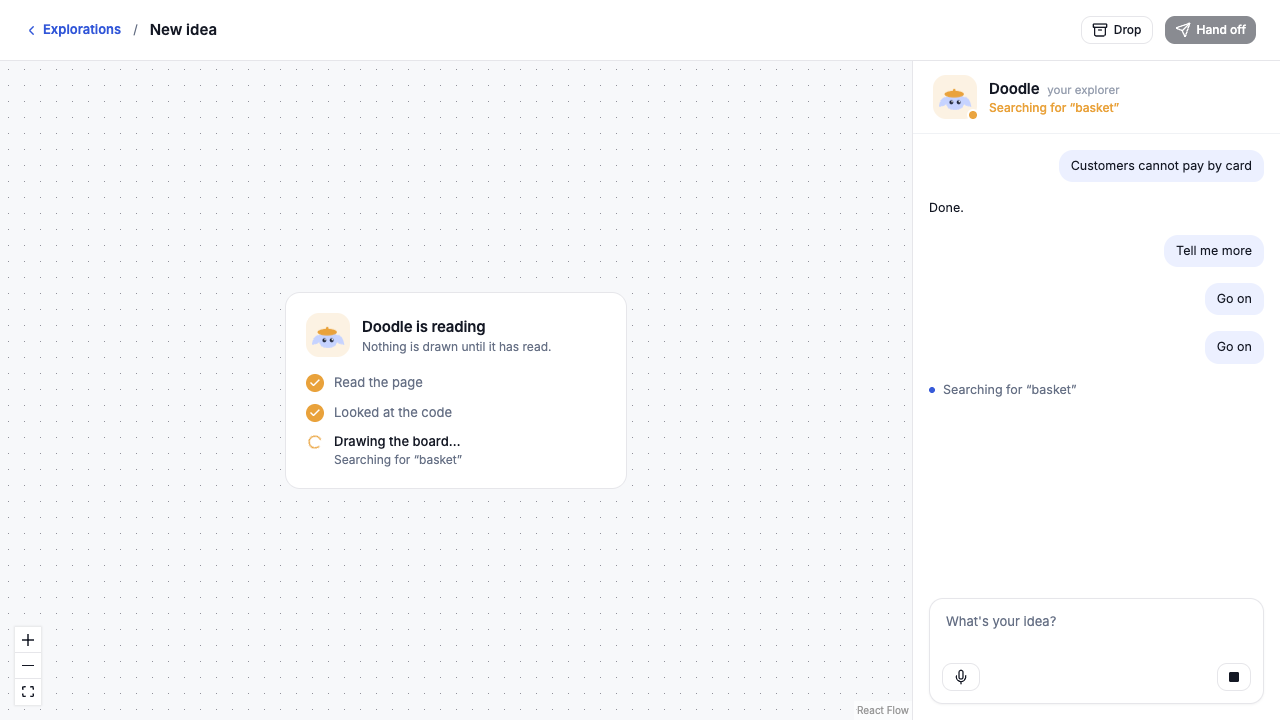 Explorations / New idea
Drop
Hand off
Doodle your explorer
Searching for “basket”
Customers cannot pay by card
Done.
Tell me more
Go on
Go on
Searching for “basket”
Doodle is reading
Nothing is drawn until it has read.
Read the page
Looked at the code
Drawing the board...
Searching for “basket”
What's your idea?
React Flow